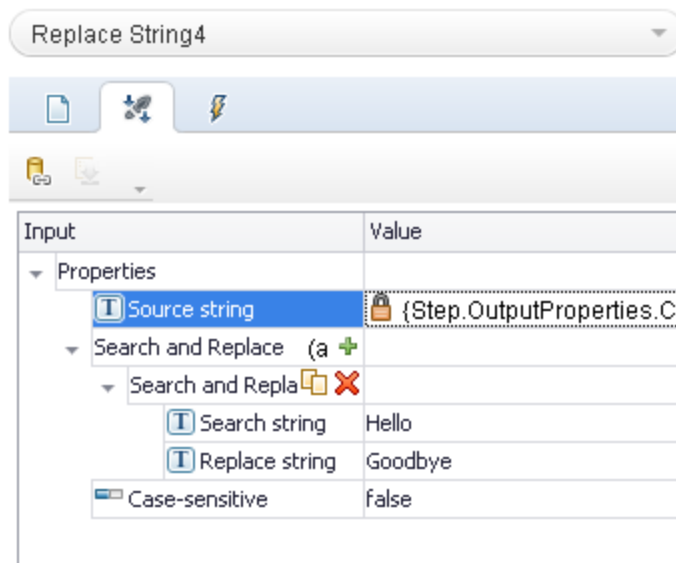 Replace String4
Input Value
Properties
Source string {Step.OutputProperties.C
Search and Replace (a
Search and Repla
Search string Hello
Replace string Goodbye
Case-sensitive false